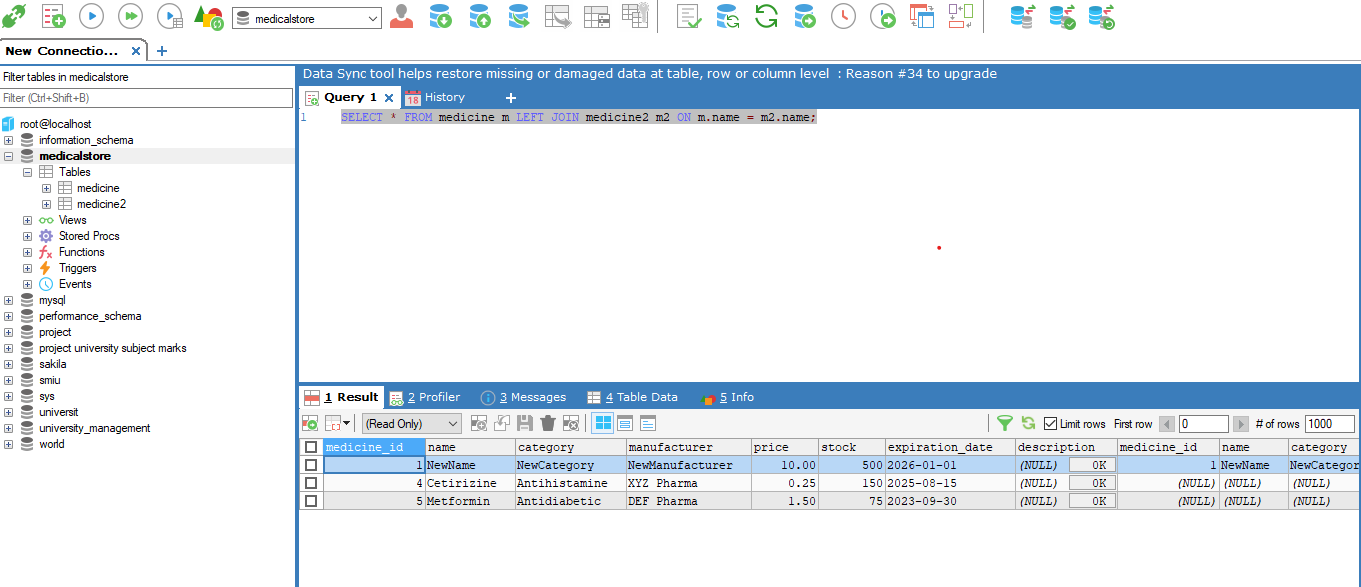 medicalstore
New Connectio...
Filter tables in medicalstore
Filter (Ctrl+Shift+B)
root@localhost
information_schema
medicalstore
Tables
medicine
medicine2
Views
Stored Procs
Functions
Triggers
Events
mysql
performance_schema
project
project university subject marks
sakila
smiu
sys
universit
university_management
world
Data Sync tool helps restore missing or damaged data at table, row or column level : Reason #34 to upgrade
Query 1 18 History
1 SELECT * FROM medicine m LEFT JOIN medicine2 m2 ON m.name = m2.name;
1 Result 2 Profiler 3 Messages 4 Table Data 5 Info
(Read Only) Limit rows First row 0 # of rows 1000
medicine_id name category manufacturer price stock expiration_date description medicine_id name category
1 NewName NewCategory NewManufacturer 10.00 500 2026-01-01 (NULL) 0K 1 NewName NewCategor
4 Cetirizine Antihistamine XYZ Pharma 0.25 150 2025-08-15 (NULL) 0K (NULL) (NULL) (NULL)
5 Metformin Antidiabetic DEF Pharma 1.50 75 2023-09-30 (NULL) 0K (NULL) (NULL) (NULL)